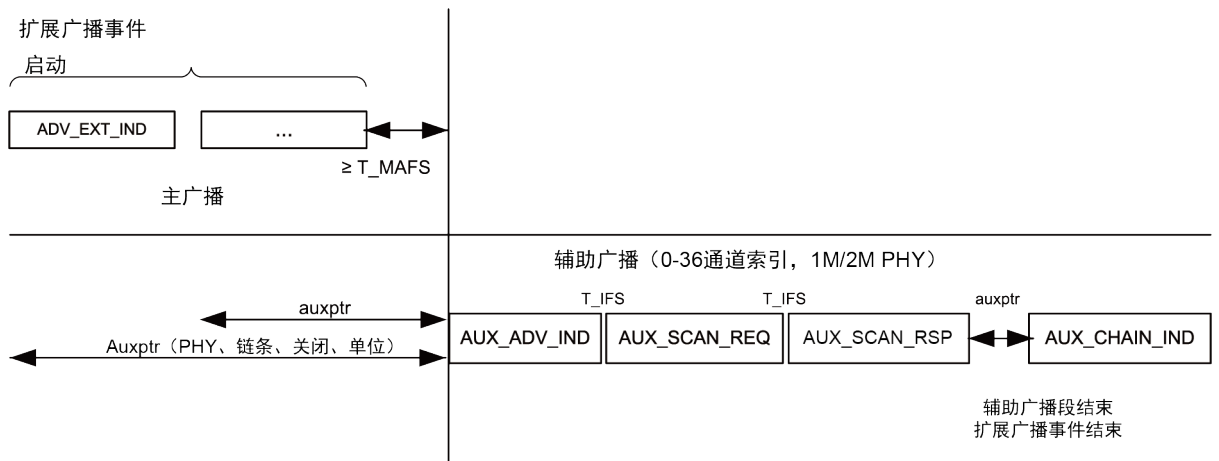 扩展广播事件
启动
ADV_EXT_IND
...
≥ T_MAFS
主广播
辅助广播（0-36通道索引，1M/2M PHY）
auxptr
T_IFS
T_IFS
auxptr
Auxptr（PHY、链条、关闭、单位）
AUX_ADV_IND
AUX_SCAN_REQ
AUX_SCAN_RSP
AUX_CHAIN_IND
辅助广播段结束
扩展广播事件结束